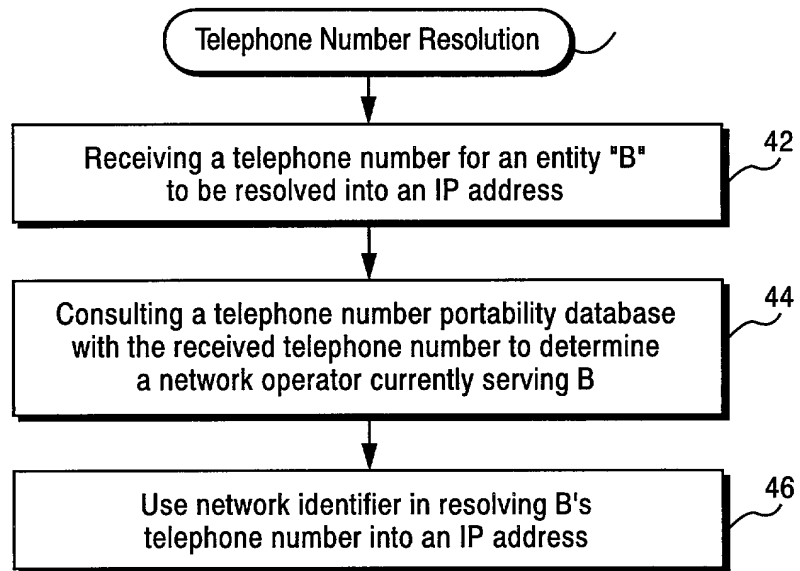 Telephone Number Resolution
Receiving a telephone number for an entity "B"
to be resolved into an IP address
42
Consulting a telephone number portability database
with the received telephone number to determine
a network operator currently serving B
44
Use network identifier in resolving B's
telephone number into an IP address
46